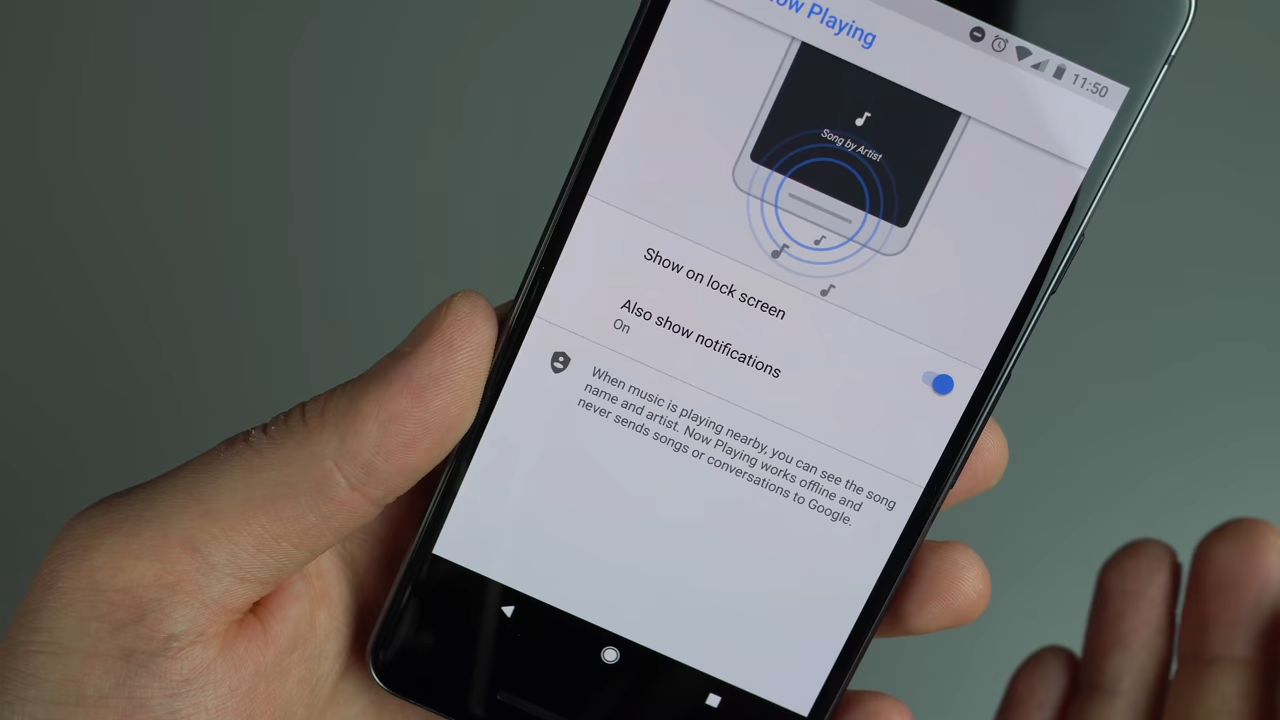 11:50
ow Playing
Song by Artist
Show on lock screen
Also show notifications
On
When music is playing nearby, you can see the song
name and artist. Now Playing works offline and
never sends songs or conversations to Google.